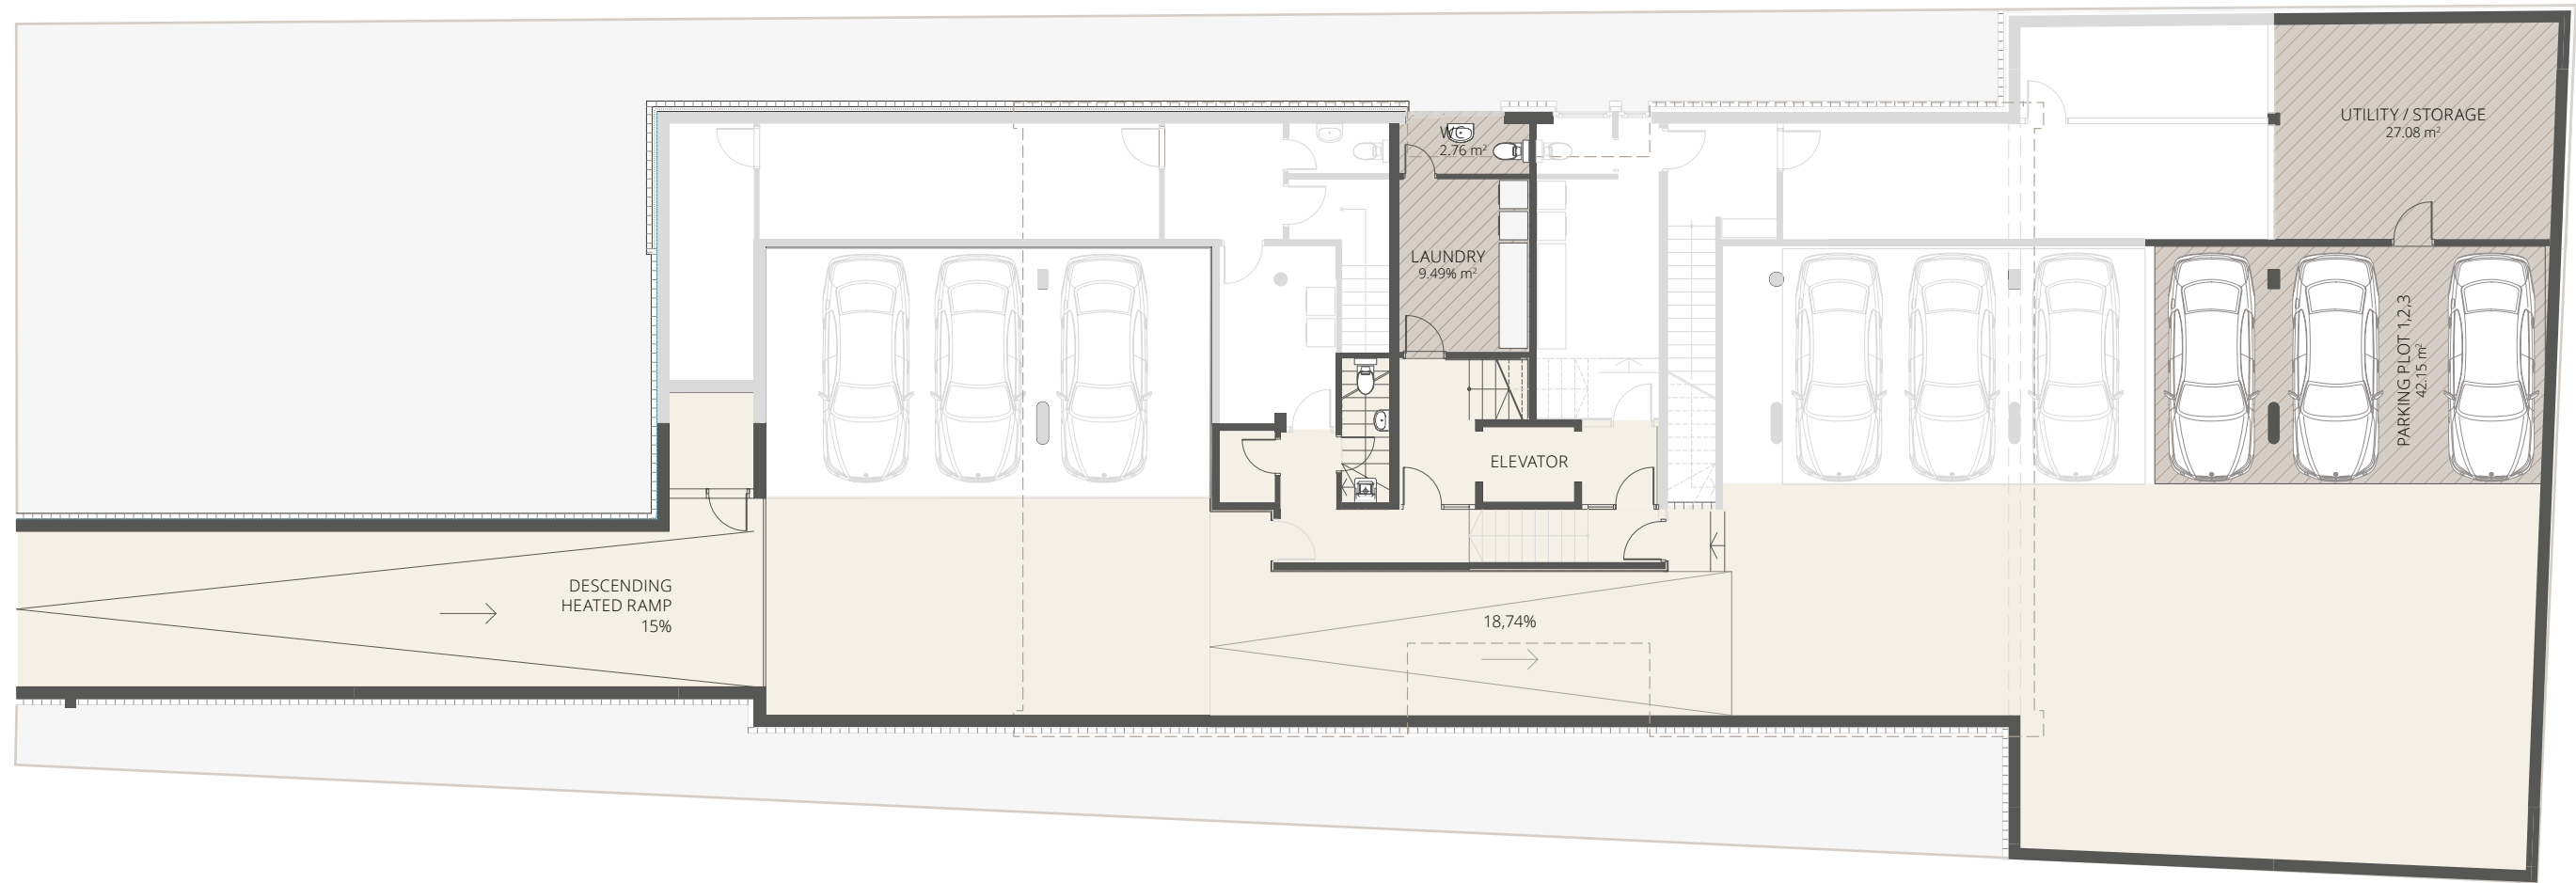 UTILITY / STORAGE
27.08 m²
WC
2.76 m²
LAUNDRY
9.49% m²
PARKING PLOT 1,2,3
42.15 m²
ELEVATOR
DESCENDING
HEATED RAMP
15%
18,74%